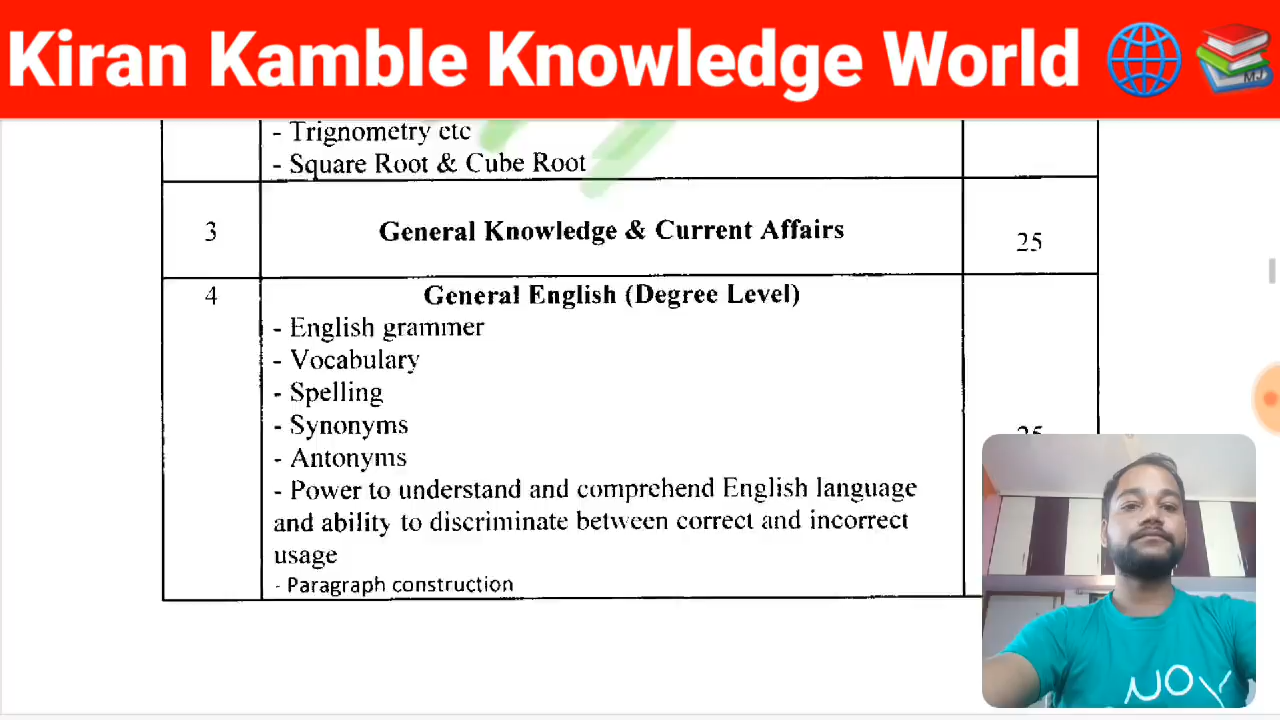 Kiran Kamble Knowledge World
MJ
- Trignometry etc
- Square Root & Cube Root
3 General Knowledge & Current Affairs 25
4 General English (Degree Level)
- English grammer
- Vocabulary
- Spelling
- Synonyms 25
- Antonyms
- Power to understand and comprehend English language
and ability to discriminate between correct and incorrect
usage
- Paragraph construction